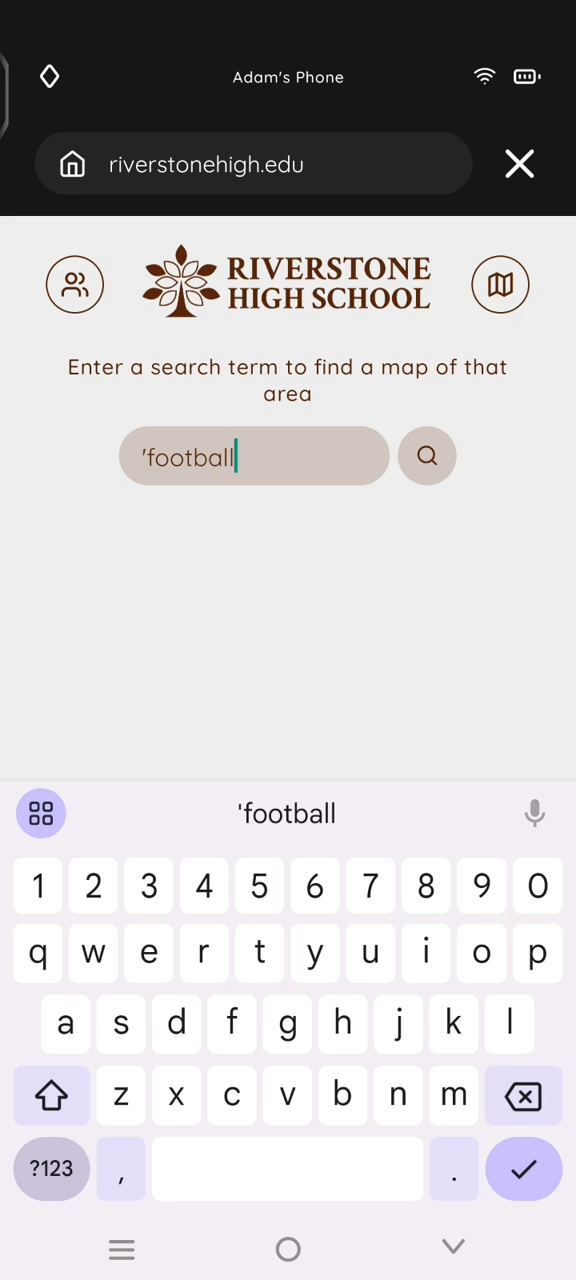 Adam's Phone
riverstonehigh.edu
RIVERSTONE
HIGH SCHOOL
Enter a search term to find a map of that
area
'football
'football
1 2 3 4 5 6 7 8 9 0
q w e r t y u i o p
a s d f g h j k l
z x c v b n m
?123 , .